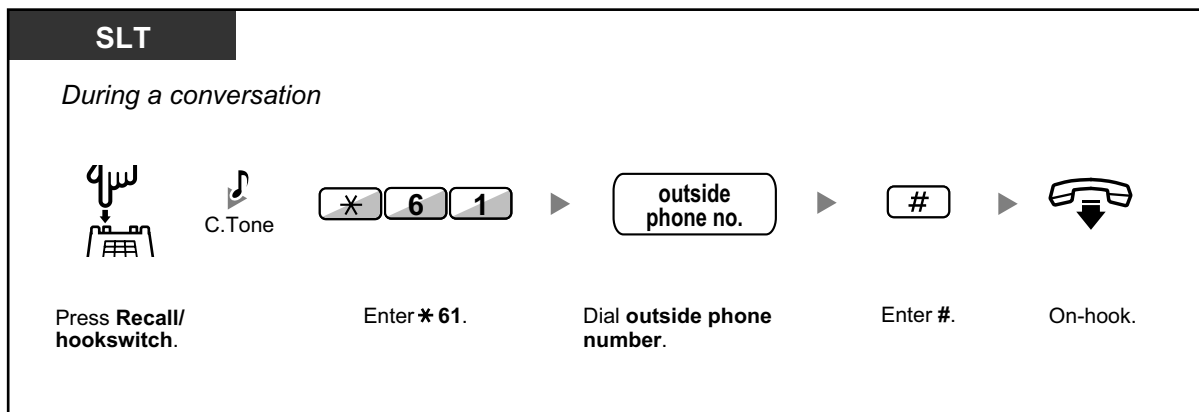 SLT
During a conversation
C.Tone
* 6 1
outside
phone no.
#
Press Recall/
hookswitch.
Enter * 61.
Dial outside phone
number.
Enter #.
On-hook.